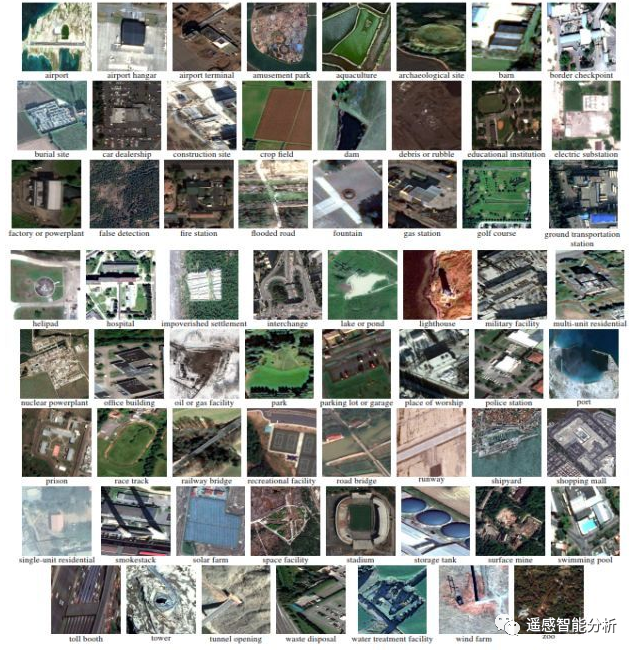 airport airport hangar airport terminal amusement park aquaculture archaeological site barn border checkpoint
burial site car dealership construction site crop field dam debris or rubble educational institution electric substation
factory or powerplant false detection fire station flooded road fountain gas station golf course ground transportation
station
helipad hospital impoverished settlement interchange lake or pond lighthouse military facility multi-unit residential
nuclear powerplant office building oil or gas facility park parking lot or garage place of worship police station port
prison race track railway bridge recreational facility road bridge runway shipyard shopping mall
single-unit residential smokestack solar farm space facility stadium storage tank surface mine swimming pool
遥感智能分析
toll booth tower tunnel opening waste disposal water treatment facility wind farm zoo